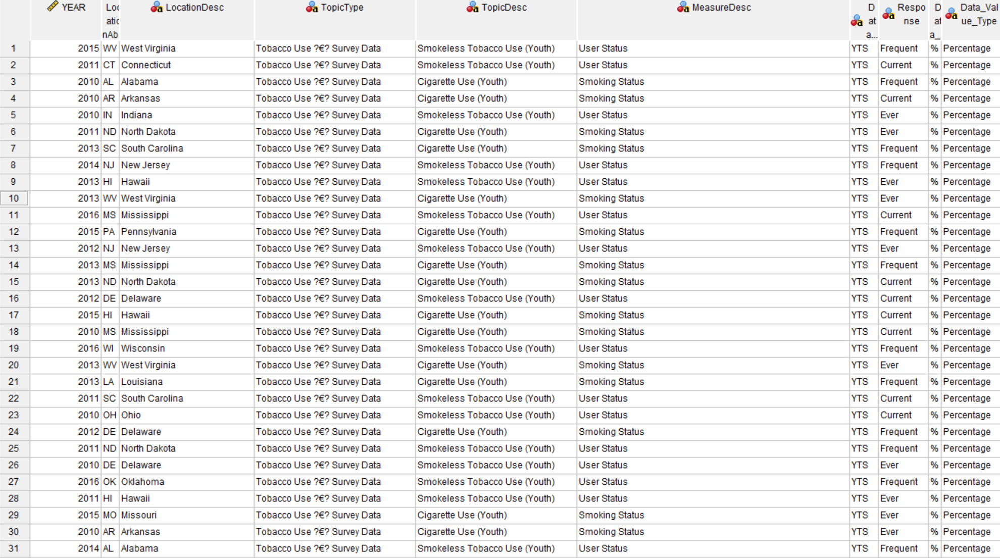 YEAR LocationAb LocationDesc TopicType TopicDesc MeasureDesc Data... Response Data_ Data_Value_Type
1 2015 WV West Virginia Tobacco Use ?€? Survey Data Smokeless Tobacco Use (Youth) User Status YTS Frequent % Percentage
2 2011 CT Connecticut Tobacco Use ?€? Survey Data Smokeless Tobacco Use (Youth) User Status YTS Current % Percentage
3 2010 AL Alabama Tobacco Use ?€? Survey Data Cigarette Use (Youth) Smoking Status YTS Frequent % Percentage
4 2010 AR Arkansas Tobacco Use ?€? Survey Data Cigarette Use (Youth) Smoking Status YTS Current % Percentage
5 2010 IN Indiana Tobacco Use ?€? Survey Data Smokeless Tobacco Use (Youth) User Status YTS Ever % Percentage
6 2011 ND North Dakota Tobacco Use ?€? Survey Data Cigarette Use (Youth) Smoking Status YTS Ever % Percentage
7 2013 SC South Carolina Tobacco Use ?€? Survey Data Cigarette Use (Youth) Smoking Status YTS Frequent % Percentage
8 2014 NJ New Jersey Tobacco Use ?€? Survey Data Smokeless Tobacco Use (Youth) User Status YTS Frequent % Percentage
9 2013 HI Hawaii Tobacco Use ?€? Survey Data Smokeless Tobacco Use (Youth) User Status YTS Ever % Percentage
10 2013 WV West Virginia Tobacco Use ?€? Survey Data Cigarette Use (Youth) Smoking Status YTS Ever % Percentage
11 2016 MS Mississippi Tobacco Use ?€? Survey Data Smokeless Tobacco Use (Youth) User Status YTS Current % Percentage
12 2015 PA Pennsylvania Tobacco Use ?€? Survey Data Cigarette Use (Youth) Smoking Status YTS Frequent % Percentage
13 2012 NJ New Jersey Tobacco Use ?€? Survey Data Smokeless Tobacco Use (Youth) User Status YTS Ever % Percentage
14 2013 MS Mississippi Tobacco Use ?€? Survey Data Cigarette Use (Youth) Smoking Status YTS Frequent % Percentage
15 2013 ND North Dakota Tobacco Use ?€? Survey Data Cigarette Use (Youth) Smoking Status YTS Current % Percentage
16 2012 DE Delaware Tobacco Use ?€? Survey Data Smokeless Tobacco Use (Youth) User Status YTS Current % Percentage
17 2015 HI Hawaii Tobacco Use ?€? Survey Data Cigarette Use (Youth) Smoking Status YTS Current % Percentage
18 2010 MS Mississippi Tobacco Use ?€? Survey Data Cigarette Use (Youth) Smoking Status YTS Current % Percentage
19 2016 WI Wisconsin Tobacco Use ?€? Survey Data Smokeless Tobacco Use (Youth) User Status YTS Frequent % Percentage
20 2013 WV West Virginia Tobacco Use ?€? Survey Data Cigarette Use (Youth) Smoking Status YTS Ever % Percentage
21 2013 LA Louisiana Tobacco Use ?€? Survey Data Cigarette Use (Youth) Smoking Status YTS Frequent % Percentage
22 2011 SC South Carolina Tobacco Use ?€? Survey Data Smokeless Tobacco Use (Youth) User Status YTS Current % Percentage
23 2010 OH Ohio Tobacco Use ?€? Survey Data Smokeless Tobacco Use (Youth) User Status YTS Current % Percentage
24 2012 DE Delaware Tobacco Use ?€? Survey Data Cigarette Use (Youth) Smoking Status YTS Frequent % Percentage
25 2011 ND North Dakota Tobacco Use ?€? Survey Data Smokeless Tobacco Use (Youth) User Status YTS Frequent % Percentage
26 2010 DE Delaware Tobacco Use ?€? Survey Data Smokeless Tobacco Use (Youth) User Status YTS Ever % Percentage
27 2016 OK Oklahoma Tobacco Use ?€? Survey Data Smokeless Tobacco Use (Youth) User Status YTS Frequent % Percentage
28 2011 HI Hawaii Tobacco Use ?€? Survey Data Smokeless Tobacco Use (Youth) User Status YTS Ever % Percentage
29 2015 MO Missouri Tobacco Use ?€? Survey Data Cigarette Use (Youth) Smoking Status YTS Ever % Percentage
30 2010 AR Arkansas Tobacco Use ?€? Survey Data Cigarette Use (Youth) Smoking Status YTS Ever % Percentage
31 2014 AL Alabama Tobacco Use ?€? Survey Data Smokeless Tobacco Use (Youth) User Status YTS Frequent % Percentage